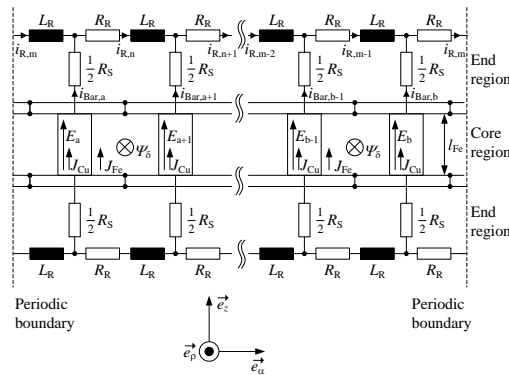 L_R R_R L_R R_R L_R R_R L_R R_R
i_R,m i_R,n i_R,n+1 i_R,m-2 i_R,m-1 i_R,m
1/2 R_S 1/2 R_S 1/2 R_S 1/2 R_S
End
region
i_Bar,a i_Bar,a+1 i_Bar,b-1 i_Bar,b
E_a Ψ_δ E_a+1 E_b-1 Ψ_δ E_b l_Fe
J_Cu J_Fe J_Cu J_Cu J_Fe J_Cu
Core
region
1/2 R_S 1/2 R_S 1/2 R_S 1/2 R_S
End
region
L_R R_R L_R R_R L_R R_R L_R R_R
Periodic
boundary
Periodic
boundary
e_z
e_ρ e_α